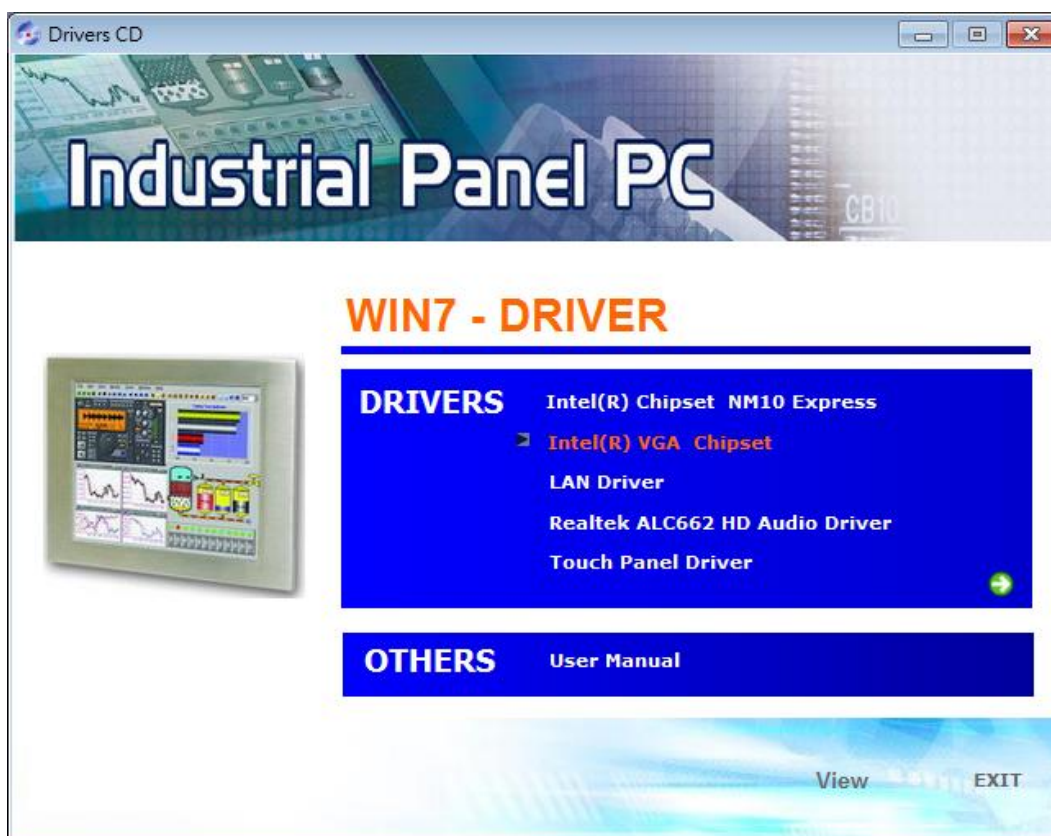 Drivers CD
Industrial Panel PC
CB10
WIN7 - DRIVER
DRIVERS
Intel(R) Chipset NM10 Express
Intel(R) VGA Chipset
LAN Driver
Realtek ALC662 HD Audio Driver
Touch Panel Driver
OTHERS
User Manual
View
EXIT